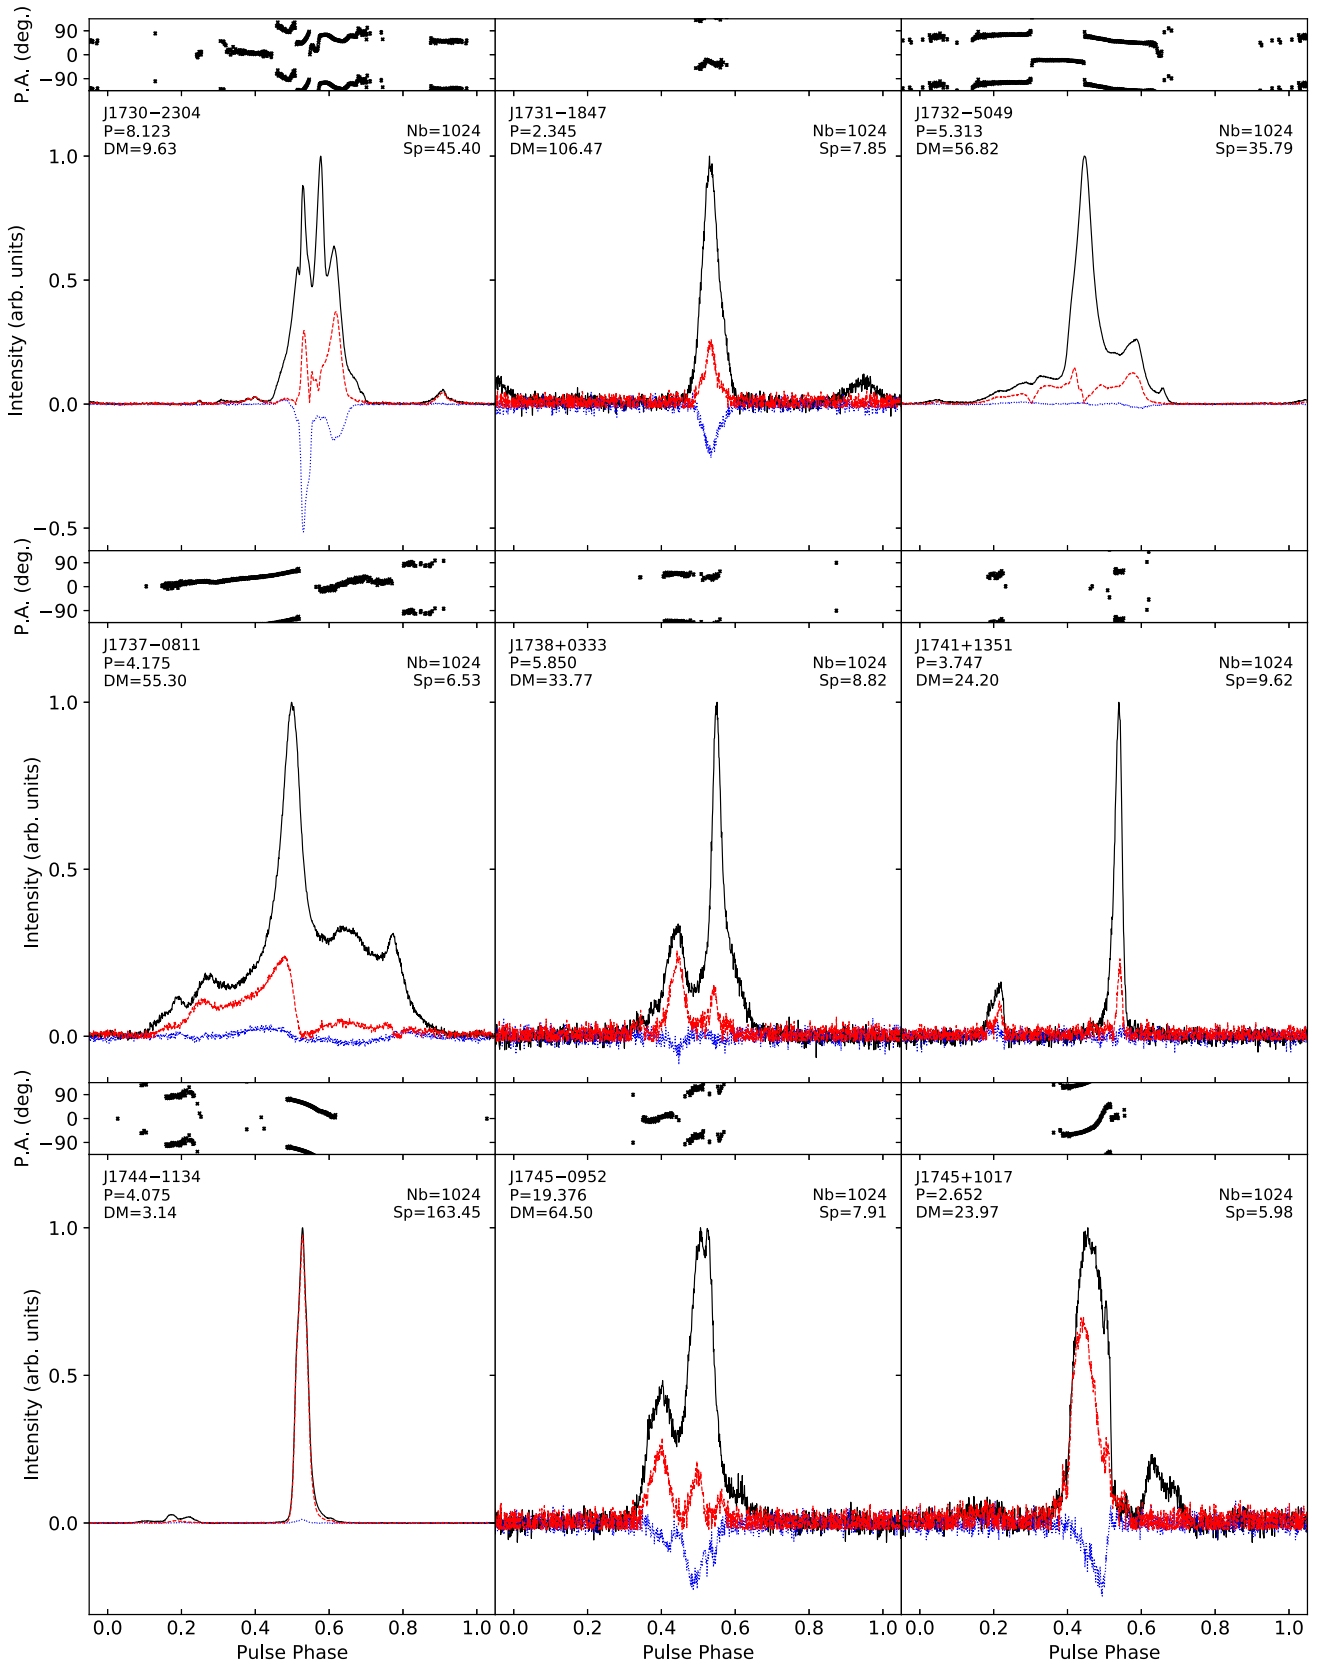 P.A. (deg.)
90
0
−90
J1730−2304
P=8.123
DM=9.63
Nb=1024
Sp=45.40
J1731−1847
P=2.345
DM=106.47
Nb=1024
Sp=7.85
J1732−5049
P=5.313
DM=56.82
Nb=1024
Sp=35.79
Intensity (arb. units)
1.0
0.5
0.0
−0.5
P.A. (deg.)
90
0
−90
J1737−0811
P=4.175
DM=55.30
Nb=1024
Sp=6.53
J1738+0333
P=5.850
DM=33.77
Nb=1024
Sp=8.82
J1741+1351
P=3.747
DM=24.20
Nb=1024
Sp=9.62
Intensity (arb. units)
1.0
0.5
0.0
P.A. (deg.)
90
0
−90
J1744−1134
P=4.075
DM=3.14
Nb=1024
Sp=163.45
J1745−0952
P=19.376
DM=64.50
Nb=1024
Sp=7.91
J1745+1017
P=2.652
DM=23.97
Nb=1024
Sp=5.98
Intensity (arb. units)
1.0
0.5
0.0
0.0 0.2 0.4 0.6 0.8 1.0
0.0 0.2 0.4 0.6 0.8 1.0
0.0 0.2 0.4 0.6 0.8 1.0
Pulse Phase
Pulse Phase
Pulse Phase